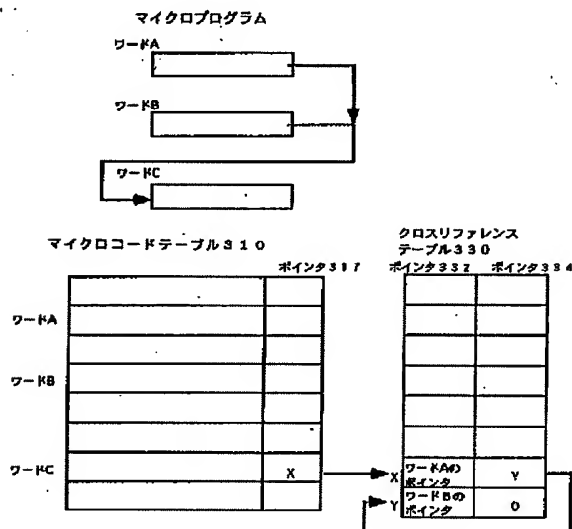 マイクロプログラム
ワードA
ワードB
ワードC
マイクロコードテーブル310
ポインタ317
クロスリファレンス
テーブル330
ポインタ332 ポインタ334
ワードA
ワードB
ワードC
X
X
ワードAの
ポインタ
Y
Y
ワードBの
ポインタ
0